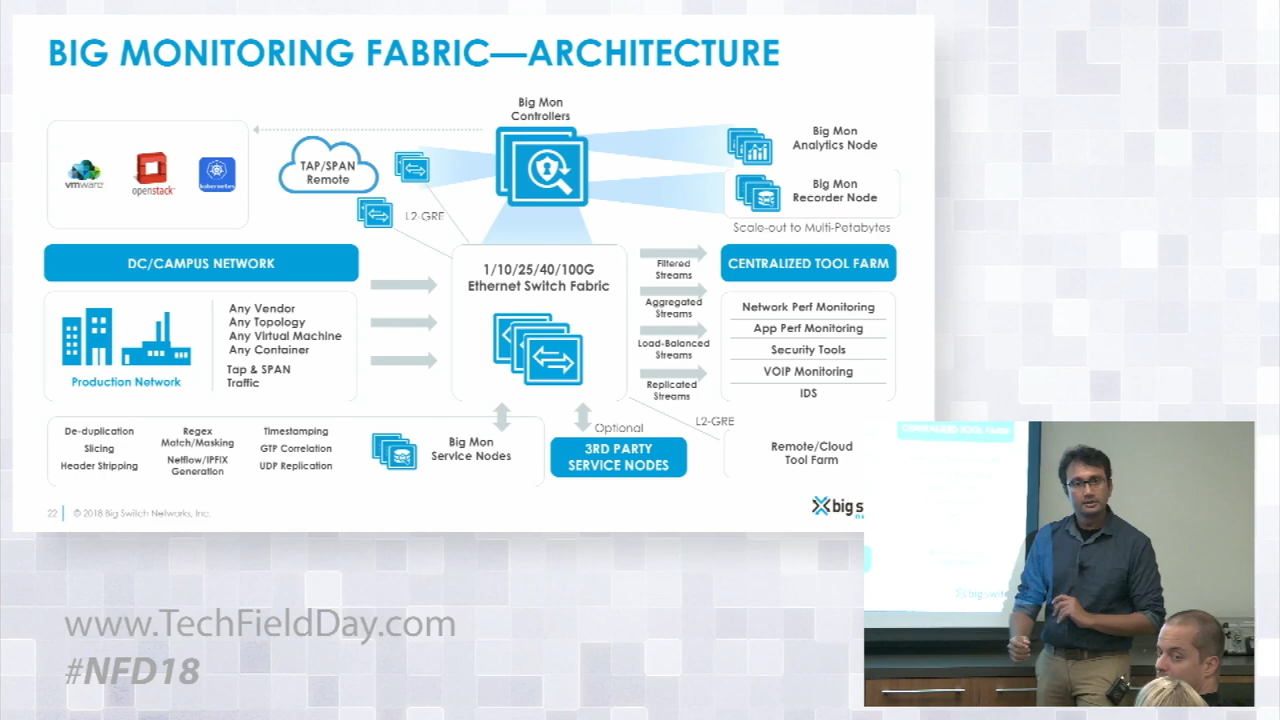 BIG MONITORING FABRIC—ARCHITECTURE
Big Mon
Controllers
vmware
openstack
kubernetes
TAP/SPAN
Remote
L2-GRE
Big Mon
Analytics Node
Big Mon
Recorder Node
Scale-out to Multi-Petabytes
DC/CAMPUS NETWORK
Production Network
Any Vendor
Any Topology
Any Virtual Machine
Any Container
Tap & SPAN
Traffic
1/10/25/40/100G
Ethernet Switch Fabric
Filtered
Streams
Aggregated
Streams
Load-Balanced
Streams
Replicated
Streams
CENTRALIZED TOOL FARM
Network Perf Monitoring
App Perf Monitoring
Security Tools
VOIP Monitoring
IDS
De-duplication
Slicing
Header Stripping
Regex
Match/Masking
Netflow/IPFIX
Generation
Timestamping
GTP Correlation
UDP Replication
Big Mon
Service Nodes
Optional
3RD PARTY
SERVICE NODES
L2-GRE
Remote/Cloud
Tool Farm
22
© 2018 Big Switch Networks, Inc.
big s
CENTRALIZED TOOL FARM
www.TechFieldDay.com
#NFD18